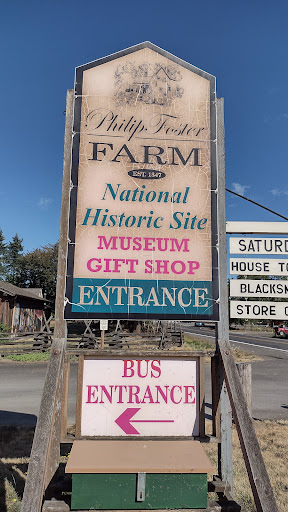 Philip Foster
FARM
EST. 1847
National
Historic Site
MUSEUM
GIFT SHOP
ENTRANCE
BUS
ENTRANCE
SATURD
HOUSE TO
BLACKSM
STORE O